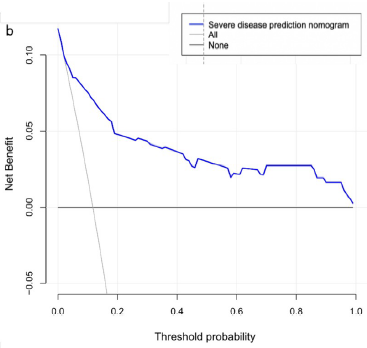 b
Severe disease prediction nomogram
All
None
Net Benefit
0.10
0.05
0.00
−0.05
0.0 0.2 0.4 0.6 0.8 1.0
Threshold probability